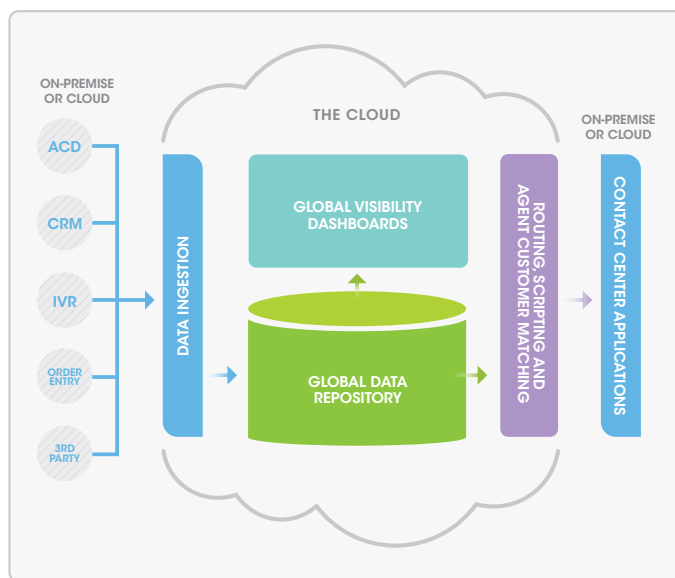 ON-PREMISE
OR CLOUD
ACD
CRM
IVR
ORDER
ENTRY
3RD
PARTY
DATA INGESTION
THE CLOUD
GLOBAL VISIBILITY
DASHBOARDS
GLOBAL DATA
REPOSITORY
ROUTING SCRIPTING AND
AGENT CUSTOMER MATCHING
ON-PREMISE
OR CLOUD
CONTACT CENTER APPLICATIONS